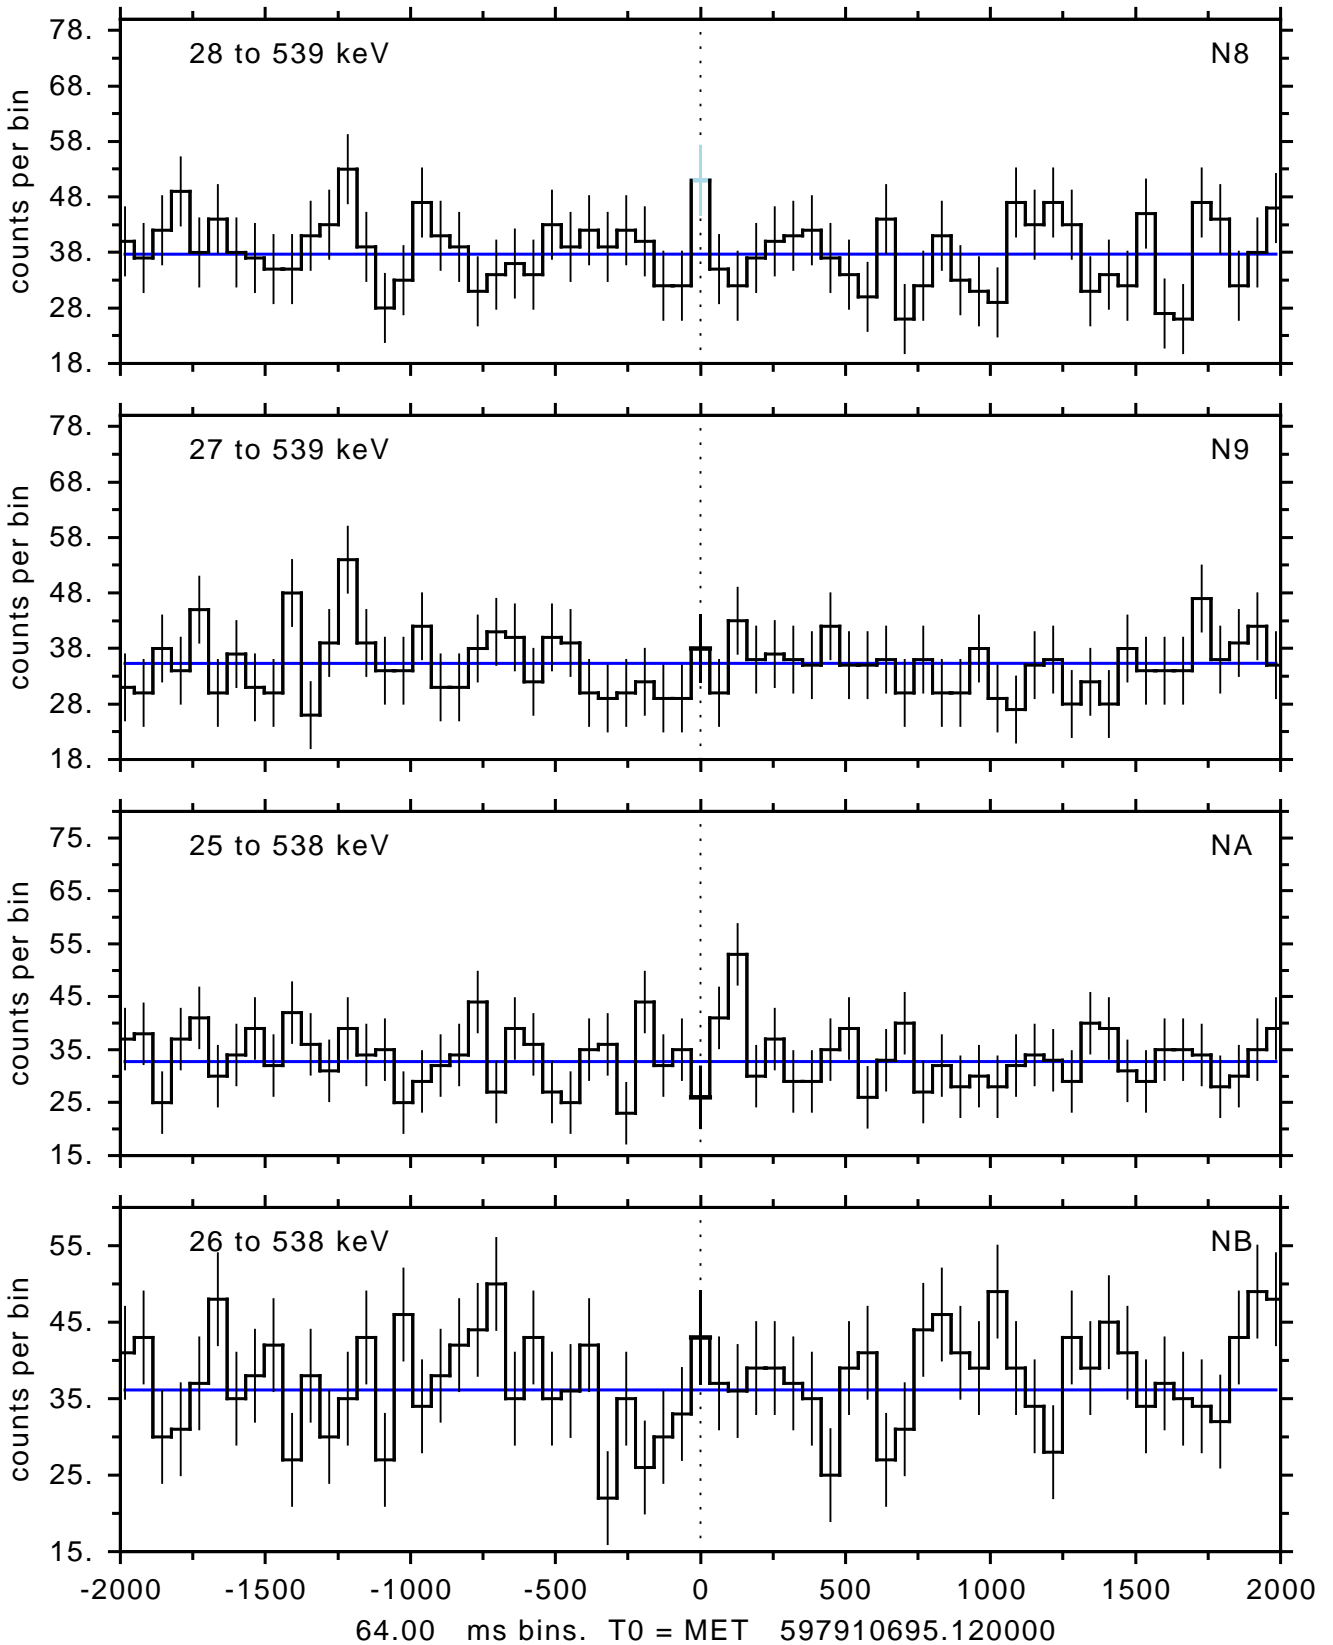 78.
28 to 539 keV N8
68.
58.
48.
38.
28.
18.
counts per bin
78.
27 to 539 keV N9
68.
58.
48.
38.
28.
18.
counts per bin
75.
25 to 538 keV NA
65.
55.
45.
35.
25.
15.
counts per bin
55.
26 to 538 keV NB
45.
35.
25.
15.
counts per bin
-2000 -1500 -1000 -500 0 500 1000 1500 2000
64.00 ms bins. T0 = MET 597910695.120000